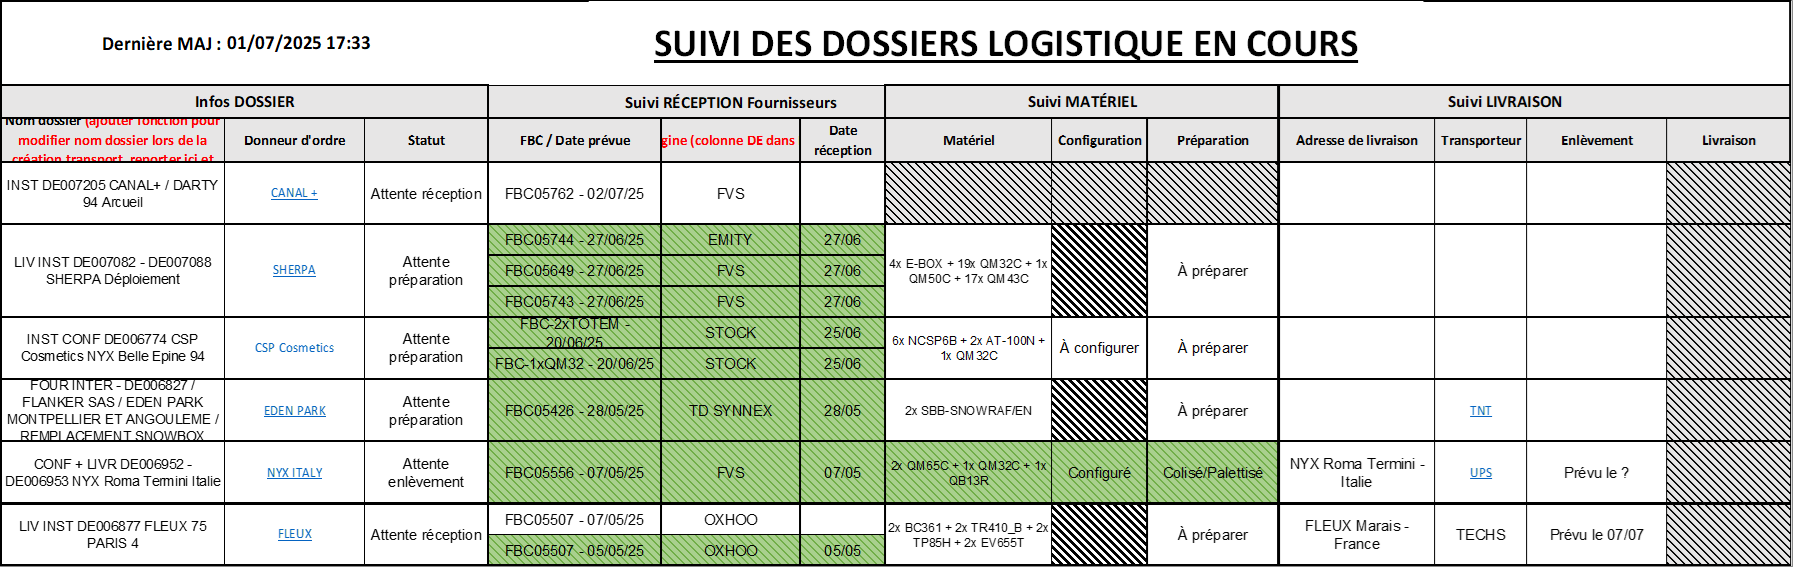 Dernière MAJ : 01/07/2025 17:33
SUIVI DES DOSSIERS LOGISTIQUE EN COURS
Infos DOSSIER
Suivi RÉCEPTION Fournisseurs
Suivi MATÉRIEL
Suivi LIVRAISON
Nom dossier (ajouter fonction pour
modifier nom dossier lors de la
création transport, reporter ici et
Donneur d'ordre
Statut
FBC / Date prévue
gine (colonne DE dans
Date
réception
Matériel
Configuration
Préparation
Adresse de livraison
Transporteur
Enlèvement
Livraison
INST DE007205 CANAL+ / DARTY
94 Arcueil
CANAL +
Attente réception
FBC05762 - 02/07/25
FVS
LIV INST DE007082 - DE007088
SHERPA Déploiement
SHERPA
Attente
préparation
FBC05744 - 27/06/25
EMITY
27/06
FBC05649 - 27/06/25
FVS
27/06
FBC05743 - 27/06/25
FVS
27/06
4x E-BOX + 19x QM32C + 1x
QM50C + 17x QM43C
À préparer
INST CONF DE006774 CSP
Cosmetics NYX Belle Epine 94
CSP Cosmetics
Attente
préparation
FBC-2xTOTEM -
20/06/25
STOCK
25/06
FBC-1xQM32 - 20/06/25
STOCK
25/06
6x NCSP6B + 2x AT-100N +
1x QM32C
À configurer
À préparer
FOUR INTER - DE006827 /
FLANKER SAS / EDEN PARK
MONTPELLIER ET ANGOULEME /
REMPLACEMENT SNOWBOX
EDEN PARK
Attente
préparation
FBC05426 - 28/05/25
TD SYNNEX
28/05
2x SBB-SNOWRAF/EN
À préparer
TNT
CONF + LIVR DE006952 -
DE006953 NYX Roma Termini Italie
NYX ITALY
Attente
enlèvement
FBC05556 - 07/05/25
FVS
07/05
2x QM65C + 1x QM32C + 1x
QB13R
Configuré
Colisé/Palettisé
NYX Roma Termini -
Italie
UPS
Prévu le ?
LIV INST DE006877 FLEUX 75
PARIS 4
FLEUX
Attente réception
FBC05507 - 07/05/25
OXHOO
FBC05507 - 05/05/25
OXHOO
05/05
2x BC361 + 2x TR410_B + 2x
TP85H + 2x EV655T
À préparer
FLEUX Marais -
France
TECHS
Prévu le 07/07